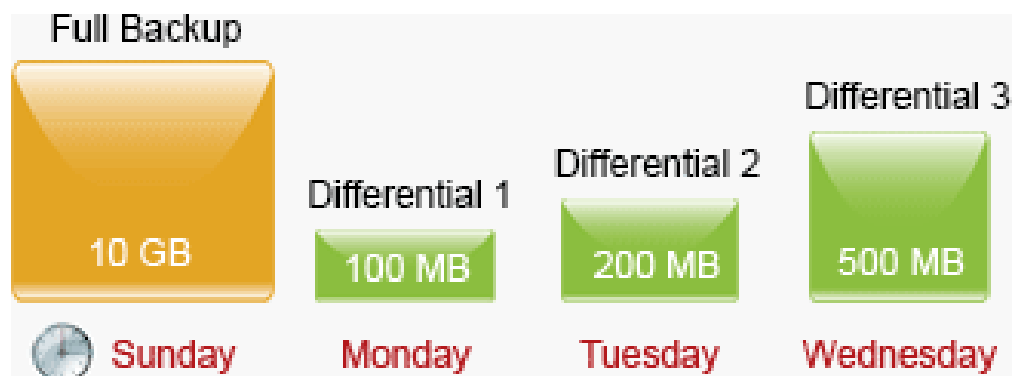 Full Backup
Differential 3
Differential 2
Differential 1
10 GB
100 MB
200 MB
500 MB
Sunday
Monday
Tuesday
Wednesday